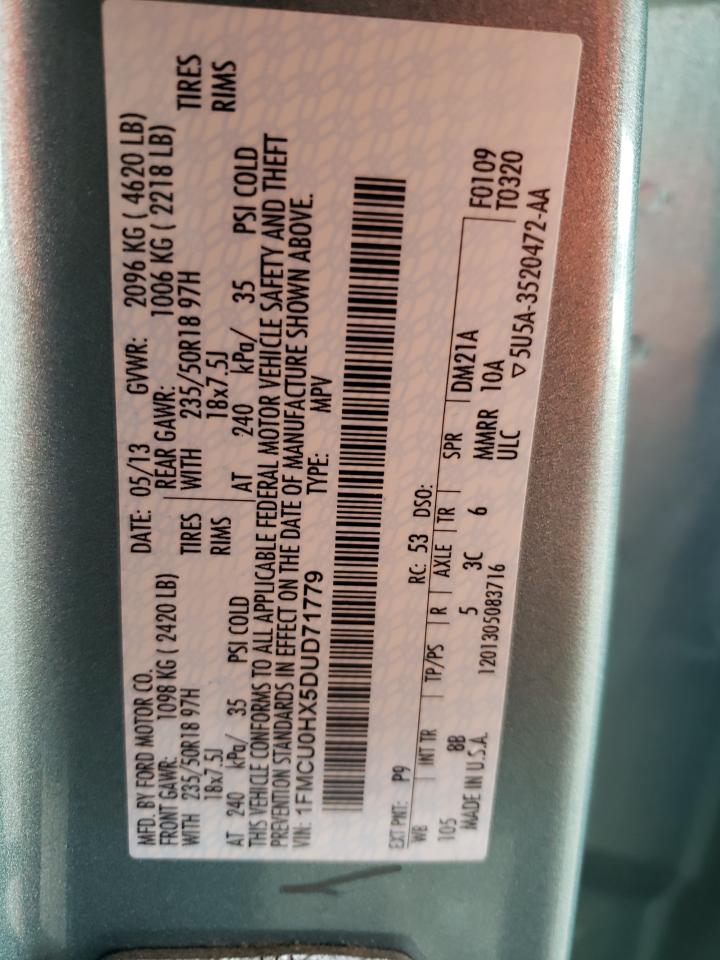 MFD. BY FORD MOTOR CO. DATE: 05/13 GVWR: 2096 KG ( 4620 LB)
FRONT GAWR: 1098 KG ( 2420 LB) REAR GAWR: 1006 KG ( 2218 LB)
WITH 235/50R18 97H TIRES WITH 235/50R18 97H TIRES
18x7.5J RIMS 18x7.5J RIMS
AT 240 kPa/ 35 PSI COLD AT 240 kPa/ 35 PSI COLD
THIS VEHICLE CONFORMS TO ALL APPLICABLE FEDERAL MOTOR VEHICLE SAFETY AND THEFT
PREVENTION STANDARDS IN EFFECT ON THE DATE OF MANUFACTURE SHOWN ABOVE.
VIN: 1FMCU0HX5DUD71779 TYPE: MPV
EXT PNT: P9 RC: 53 DSO: F0109
WB INT TR TP/PS R AXLE TR SPR DM21A T0320
105 8B 5 3C 6 MMRR 10A ▽5U5A-3520472-AA
MADE IN U.S.A. 1201305083716 ULC